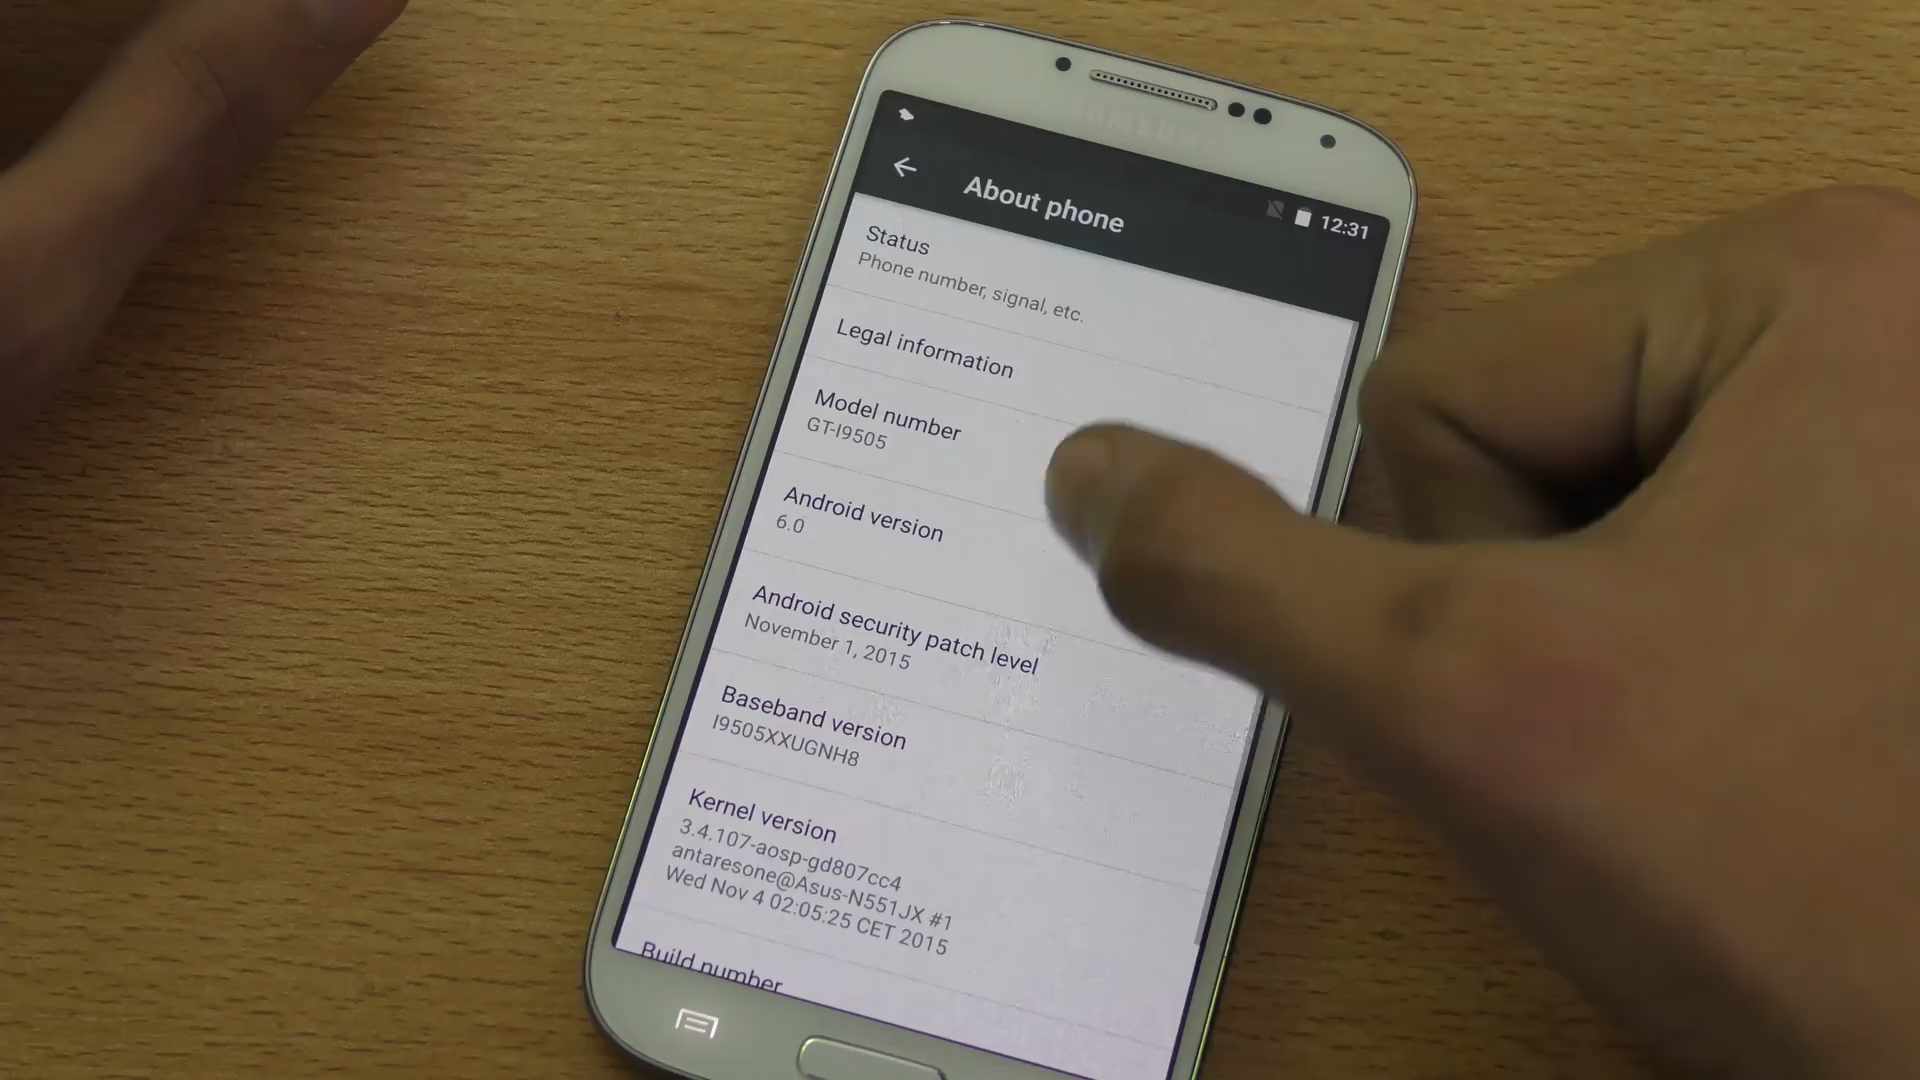 12:31
About phone
Status
Phone number, signal, etc.
Legal information
Model number
GT-I9505
Android version
6.0
Android security patch level
November 1, 2015
Baseband version
I9505XXUGNH8
Kernel version
3.4.107-aosp-gd807cc4
antaresone@Asus-N551JX #1
Wed Nov 4 02:05:25 CET 2015
Build number